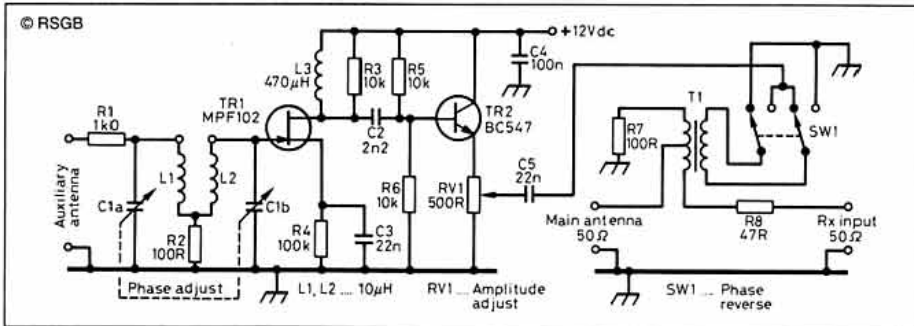 © RSGB
+12Vdc
C4
100n
L3
470µH
R3
10k
R5
10k
TR1
MPF102
C2
2n2
TR2
BC547
T1
R7
100R
SW1
R1
1k0
Auxiliary antenna
C1a
L1
L2
C1b
R2
100R
R4
100k
C3
22n
R6
10k
RV1
500R
C5
22n
Main antenna
50Ω
R8
47R
Rx input
50Ω
Phase adjust
L1, L2 .... 10µH
RV1 ... Amplitude
adjust
SW1 ... Phase
reverse